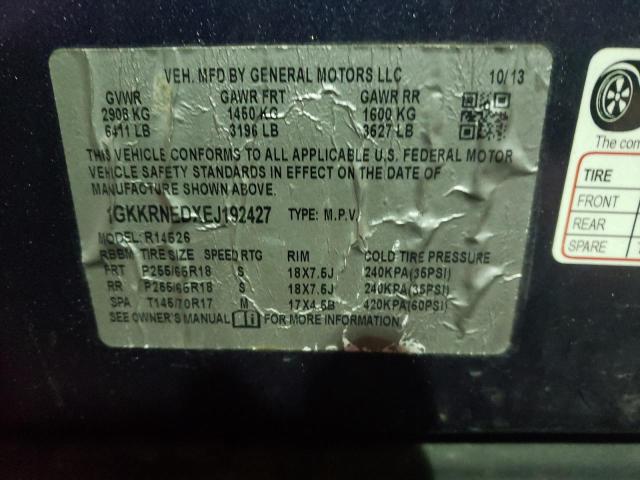 VEH. MFD BY GENERAL MOTORS LLC 10/13
GVWR GAWR FRT GAWR RR
2908 KG 1450 KG 1600 KG
6411 LB 3196 LB 3527 LB
THIS VEHICLE CONFORMS TO ALL APPLICABLE U.S. FEDERAL MOTOR
VEHICLE SAFETY STANDARDS IN EFFECT ON THE DATE OF
MANUFACTURE SHOWN ABOVE.
1GKKRNEDXEJ192427 TYPE: M.P.V.
MODEL: R14526
TIRE SIZE SPEED RTG RIM COLD TIRE PRESSURE
FRT P255/65R18 S 18X7.5J 240KPA(35PSI)
RR P255/65R18 S 18X7.5J 240KPA(35PSI)
SPA T145/70R17 M 17X4.5B 420KPA(60PSI)
SEE OWNER'S MANUAL FOR MORE INFORMATION
The com
TIRE
FRONT
REAR
SPARE